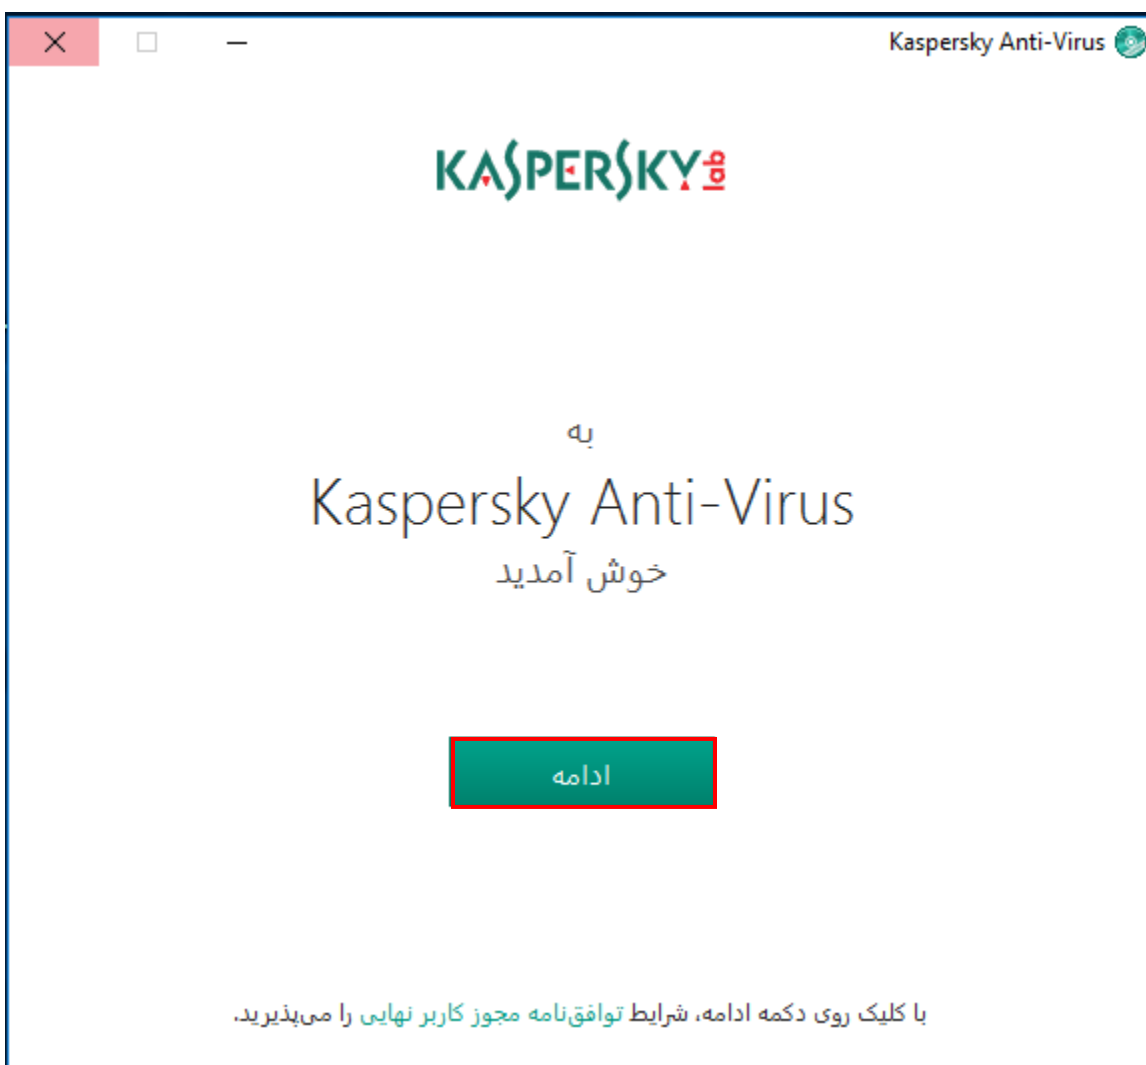 Kaspersky Anti-Virus
KASPERSKY lab
به
Kaspersky Anti-Virus
خوش آمدید
ادامه
با کلیک روی دکمه ادامه، شرایط توافق‌نامه مجوز کاربر نهایی را می‌پذیرید.